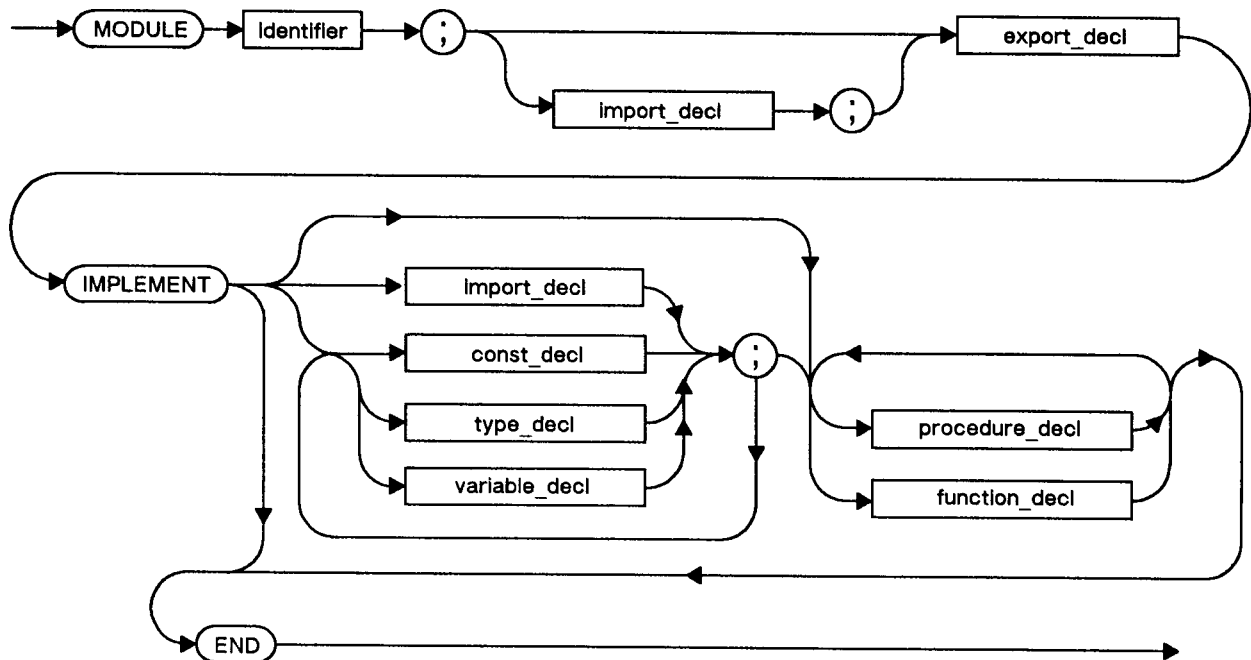 MODULE identifier ; export_decl
import_decl ;
IMPLEMENT import_decl
const_decl ;
type_decl procedure_decl
variable_decl function_decl
END